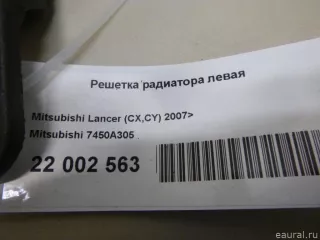 Решетка радиатора левая
Mitsubishi Lancer (CX,CY) 2007>
Mitsubishi 7450A305
22 002 563
eaural.ru